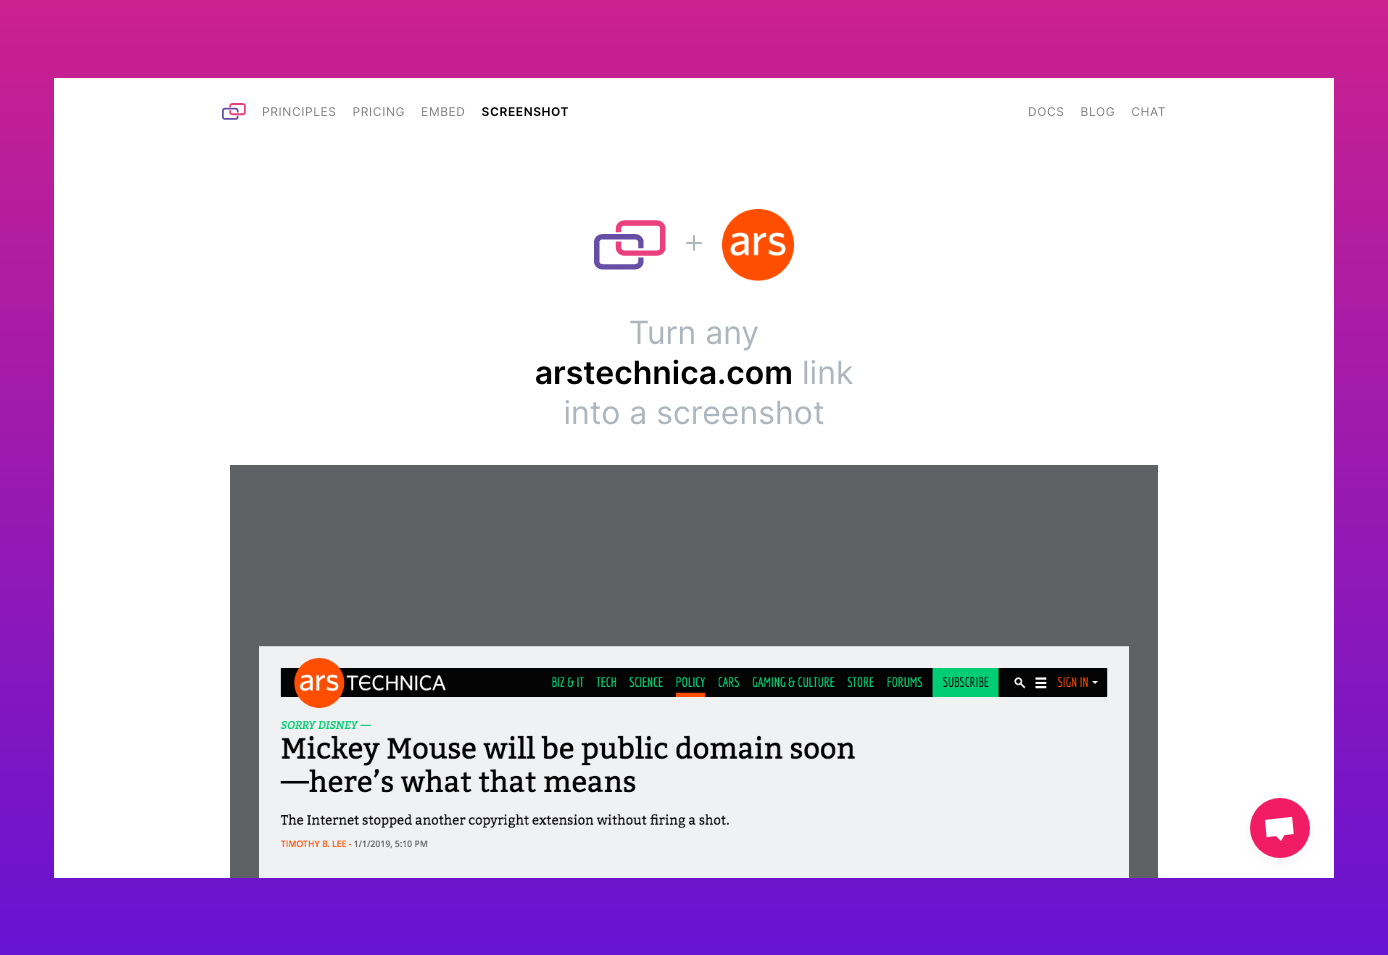 PRINCIPLES PRICING EMBED SCREENSHOT DOCS BLOG CHAT
+ ars
Turn any
arstechnica.com link
into a screenshot
ars TECHNICA BIZ & IT TECH SCIENCE POLICY CARS GAMING & CULTURE STORE FORUMS SUBSCRIBE SIGN IN
SORRY DISNEY —
Mickey Mouse will be public domain soon
—here’s what that means
The Internet stopped another copyright extension without firing a shot.
TIMOTHY B. LEE - 1/1/2019, 5:10 PM